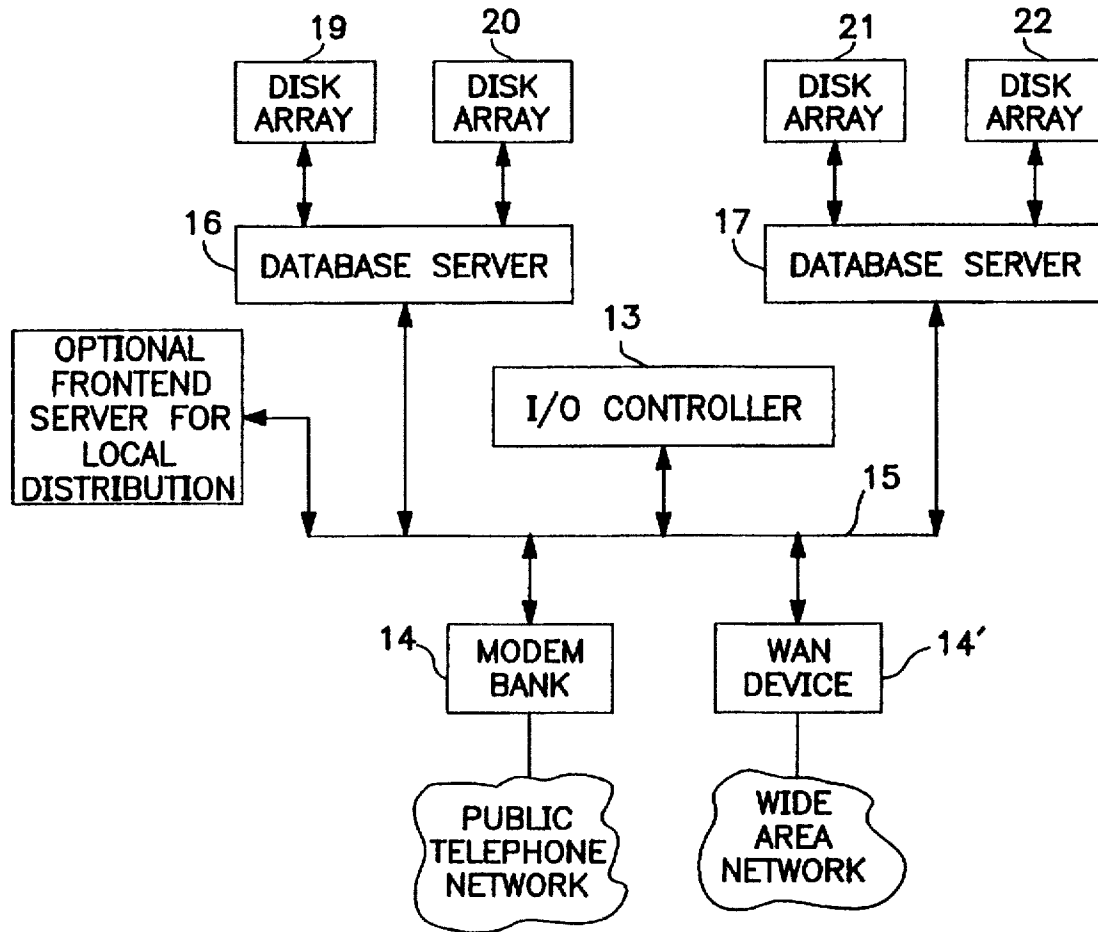 19
20
21
22
DISK
ARRAY
DISK
ARRAY
DISK
ARRAY
DISK
ARRAY
16
DATABASE SERVER
17
DATABASE SERVER
OPTIONAL
FRONTEND
SERVER FOR
LOCAL
DISTRIBUTION
13
I/O CONTROLLER
15
14
MODEM
BANK
WAN
DEVICE
14′
PUBLIC
TELEPHONE
NETWORK
WIDE
AREA
NETWORK